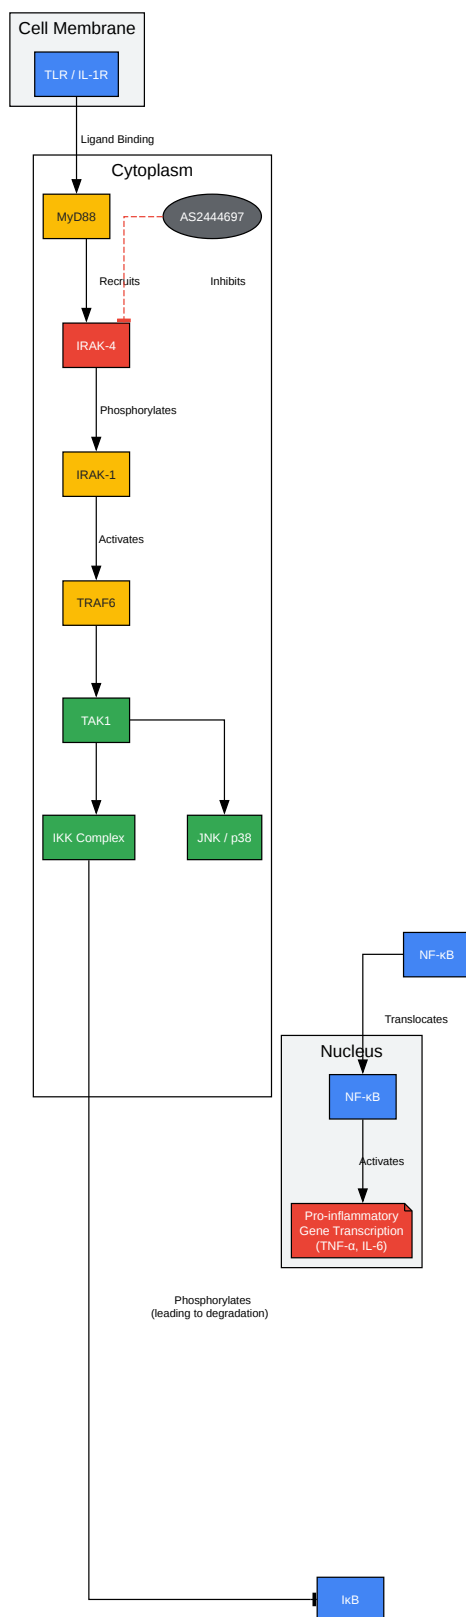 Cell Membrane
TLR / IL-1R
Ligand Binding
Cytoplasm
MyD88
AS2444697
Recruits
Inhibits
IRAK-4
Phosphorylates
IRAK-1
Activates
TRAF6
TAK1
IKK Complex
JNK / p38
NF-κB
Translocates
Nucleus
NF-κB
Activates
Pro-inflammatory
Gene Transcription
(TNF-α, IL-6)
Phosphorylates
(leading to degradation)
IκB